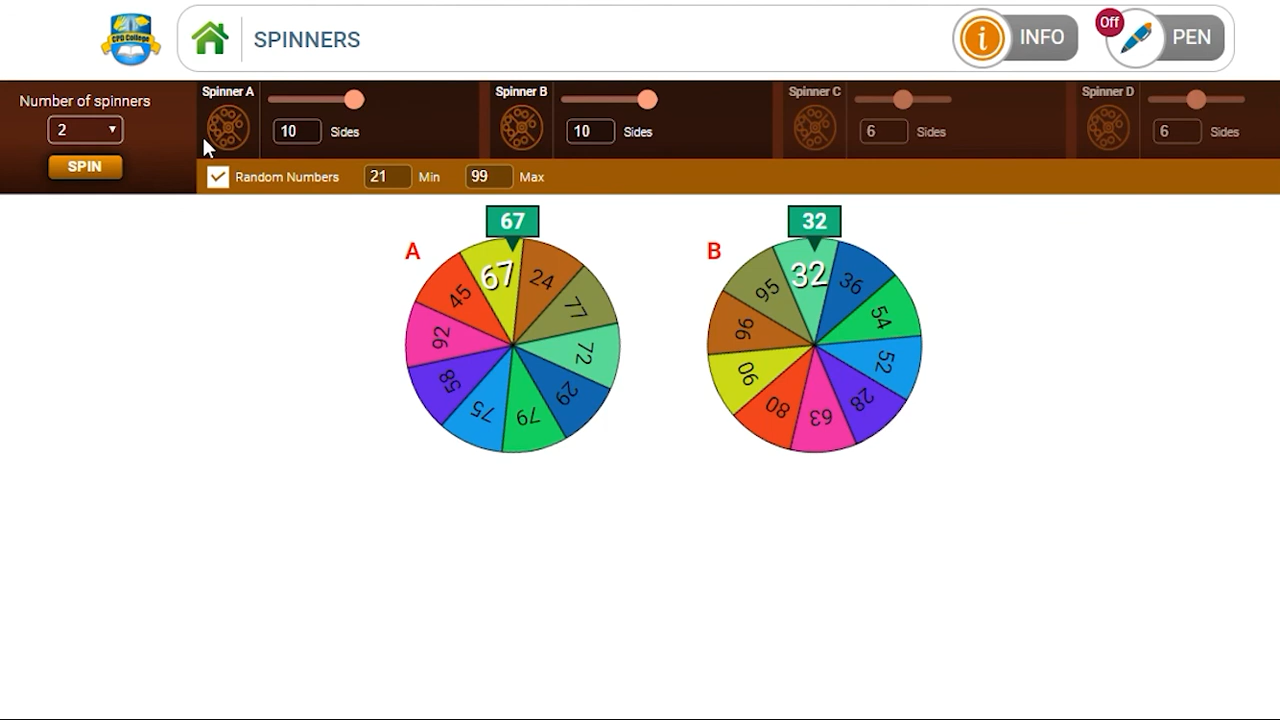 CPD College
SPINNERS
INFO
Off
PEN
Number of spinners
2
SPIN
Spinner A
10 Sides
Spinner B
10 Sides
Spinner C
6 Sides
Spinner D
6 Sides
Random Numbers 21 Min 99 Max
A
67
67
24
77
72
29
79
75
58
92
45
B
32
32
36
54
52
28
63
80
90
96
95